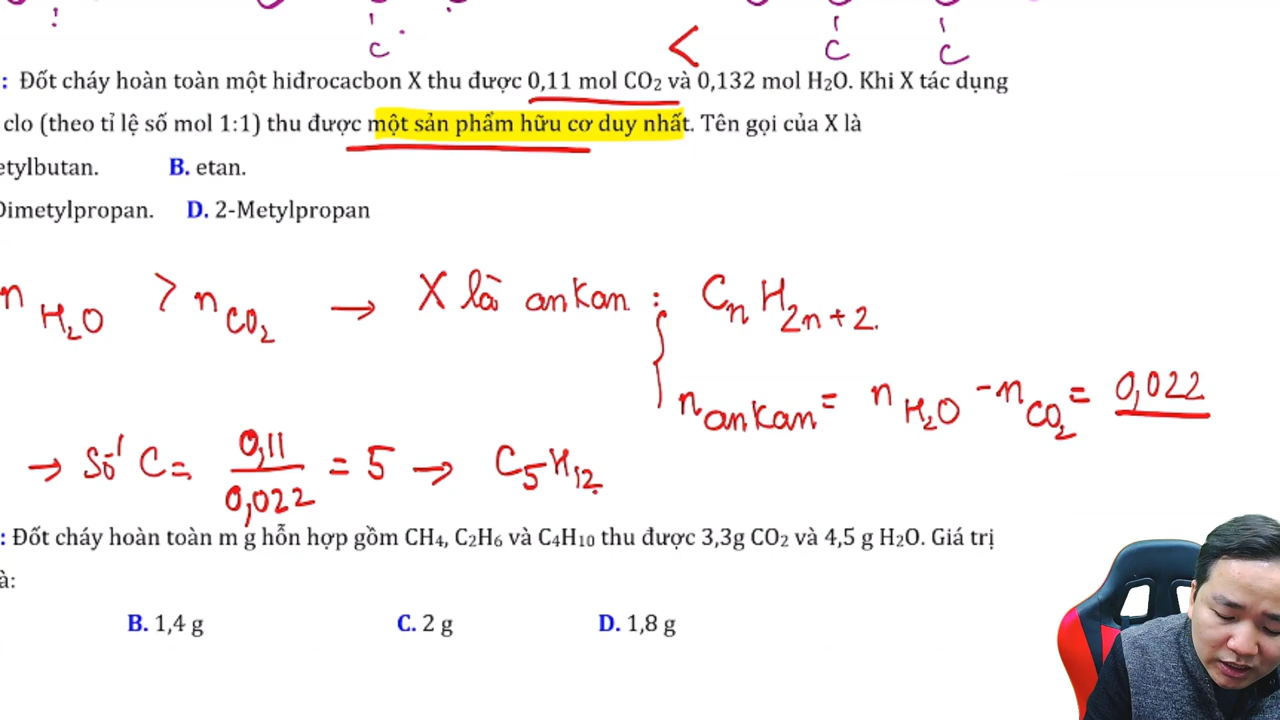 C C C
: Đốt cháy hoàn toàn một hiđrocacbon X thu được 0,11 mol CO₂ và 0,132 mol H₂O. Khi X tác dụng
clo (theo tỉ lệ số mol 1:1) thu được một sản phẩm hữu cơ duy nhất. Tên gọi của X là
etylbutan. B. etan.
Dimetylpropan. D. 2-Metylpropan
n H₂O > n CO₂ → X là ankan : CnH2n+2.
n ankan = n H₂O - n CO₂ = 0,022
→ Số C = 0,11 / 0,022 = 5 → C₅H₁₂
: Đốt cháy hoàn toàn m g hỗn hợp gồm CH₄, C₂H₆ và C₄H₁₀ thu được 3,3g CO₂ và 4,5 g H₂O. Giá trị
à:
B. 1,4 g C. 2 g D. 1,8 g